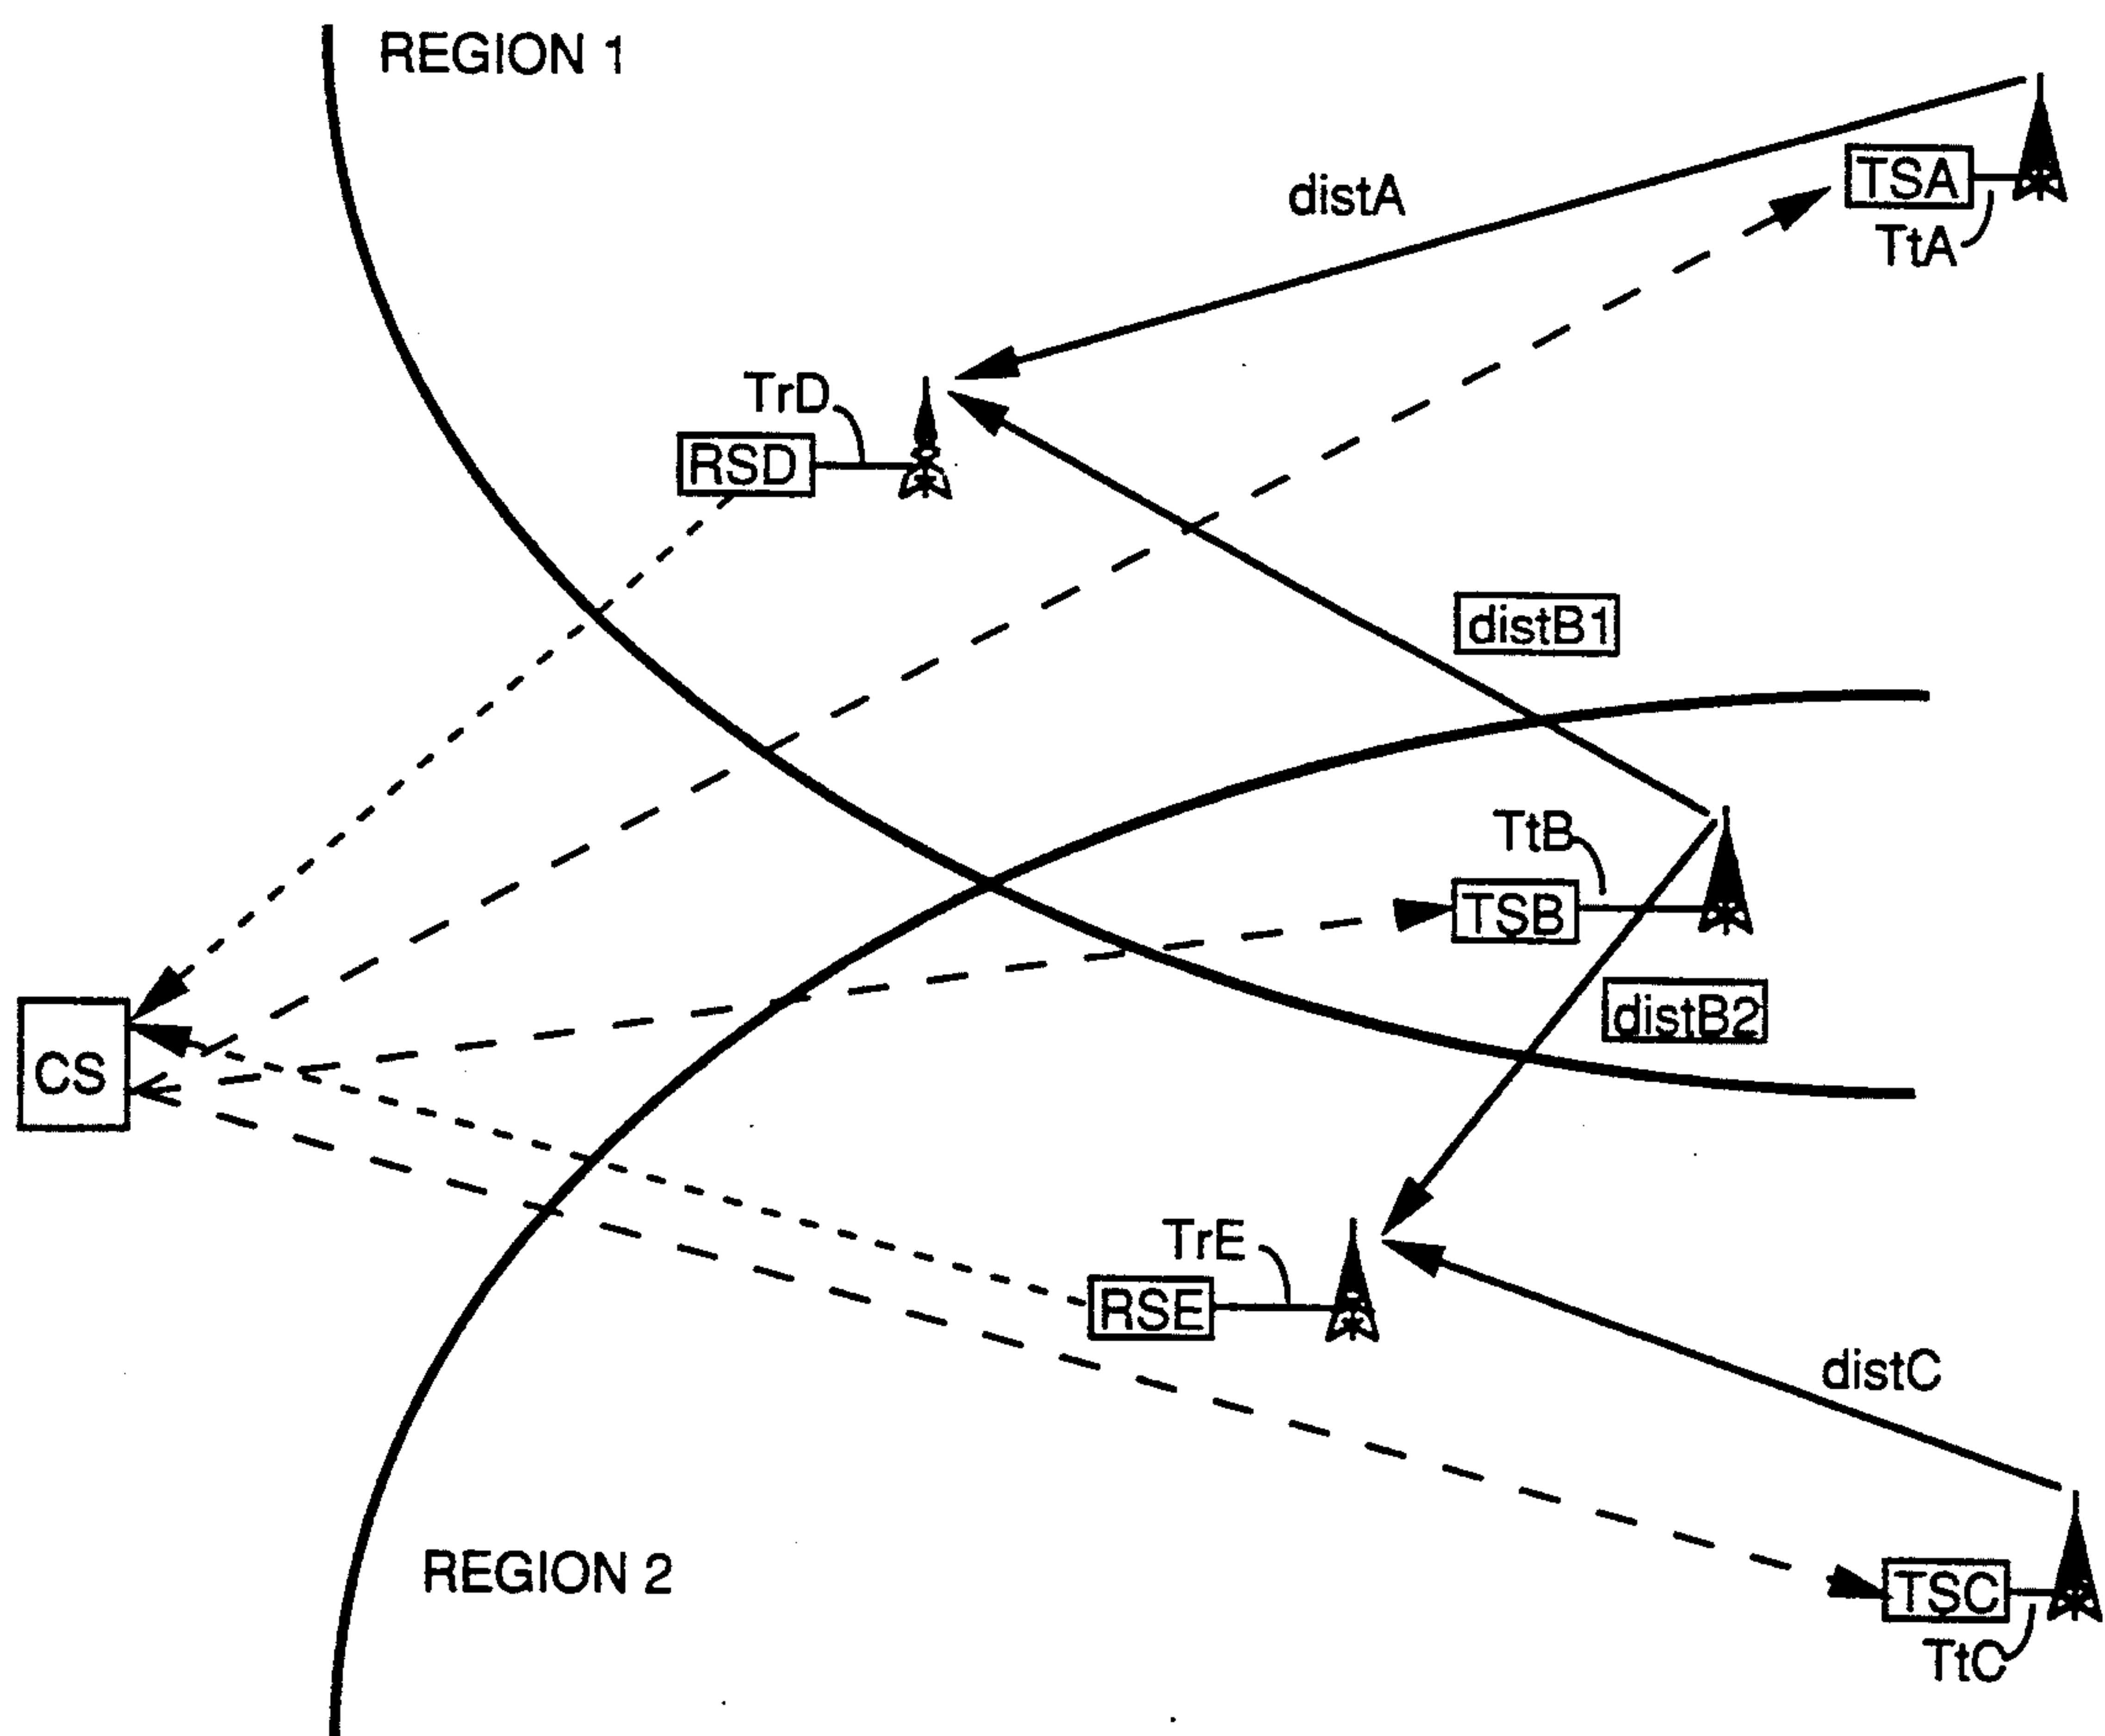 REGION 1
TSA
distA
TtA
TrD
RSD
distB1
TtB
TSB
distB2
CS
TrE
RSE
distC
REGION 2
TSC
TtC